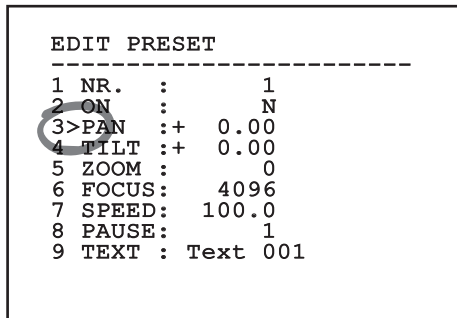 EDIT PRESET
------------------------
1 NR.   :      1
2 ON    :      N
3>PAN   :+  0.00
4 TILT  :+  0.00
5 ZOOM  :      0
6 FOCUS:   4096
7 SPEED:  100.0
8 PAUSE:      1
9 TEXT  : Text 001